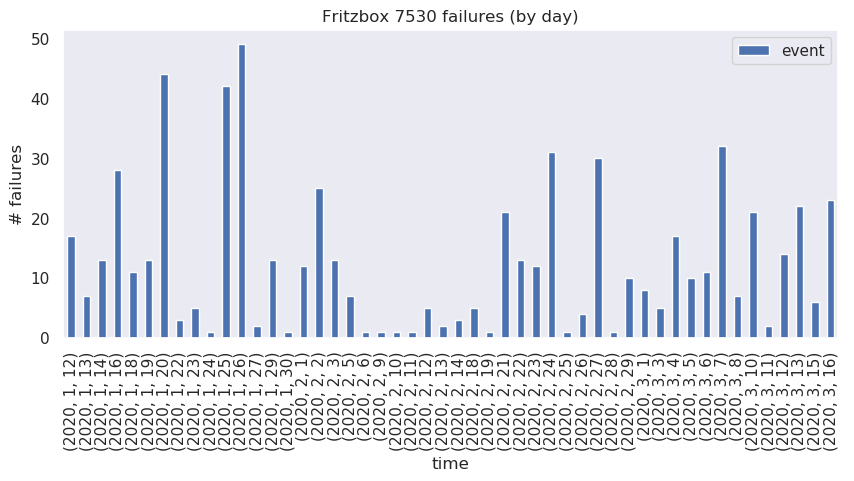 Fritzbox 7530 failures (by day)
event
# failures
50
40
30
20
10
0
(2020, 1, 12)
(2020, 1, 13)
(2020, 1, 14)
(2020, 1, 16)
(2020, 1, 18)
(2020, 1, 19)
(2020, 1, 20)
(2020, 1, 22)
(2020, 1, 23)
(2020, 1, 24)
(2020, 1, 25)
(2020, 1, 26)
(2020, 1, 27)
(2020, 1, 29)
(2020, 1, 30)
(2020, 2, 1)
(2020, 2, 2)
(2020, 2, 3)
(2020, 2, 5)
(2020, 2, 6)
(2020, 2, 9)
(2020, 2, 10)
(2020, 2, 11)
(2020, 2, 12)
(2020, 2, 13)
(2020, 2, 14)
(2020, 2, 18)
(2020, 2, 19)
(2020, 2, 21)
(2020, 2, 22)
(2020, 2, 23)
(2020, 2, 24)
(2020, 2, 25)
(2020, 2, 26)
(2020, 2, 27)
(2020, 2, 28)
(2020, 2, 29)
(2020, 3, 1)
(2020, 3, 3)
(2020, 3, 4)
(2020, 3, 5)
(2020, 3, 6)
(2020, 3, 7)
(2020, 3, 8)
(2020, 3, 10)
(2020, 3, 11)
(2020, 3, 12)
(2020, 3, 13)
(2020, 3, 15)
(2020, 3, 16)
time